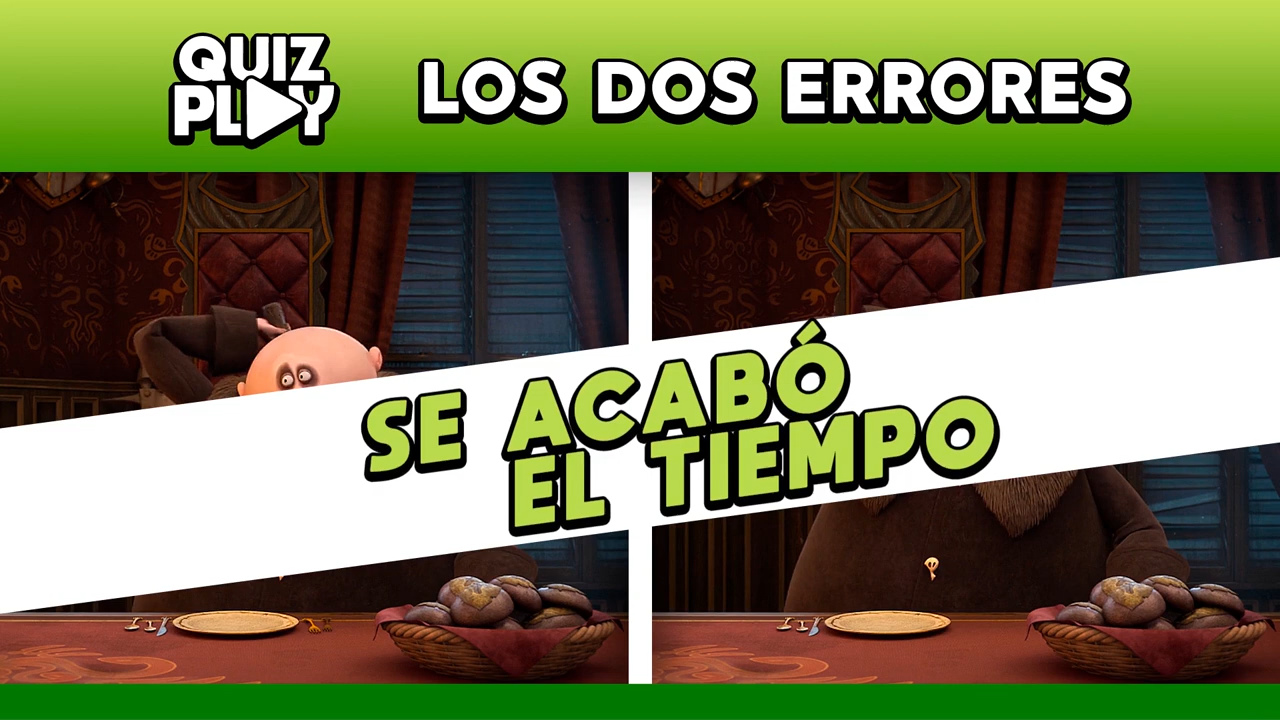 QUIZ
PLAY
LOS DOS ERRORES
SE ACABÓ
EL TIEMPO